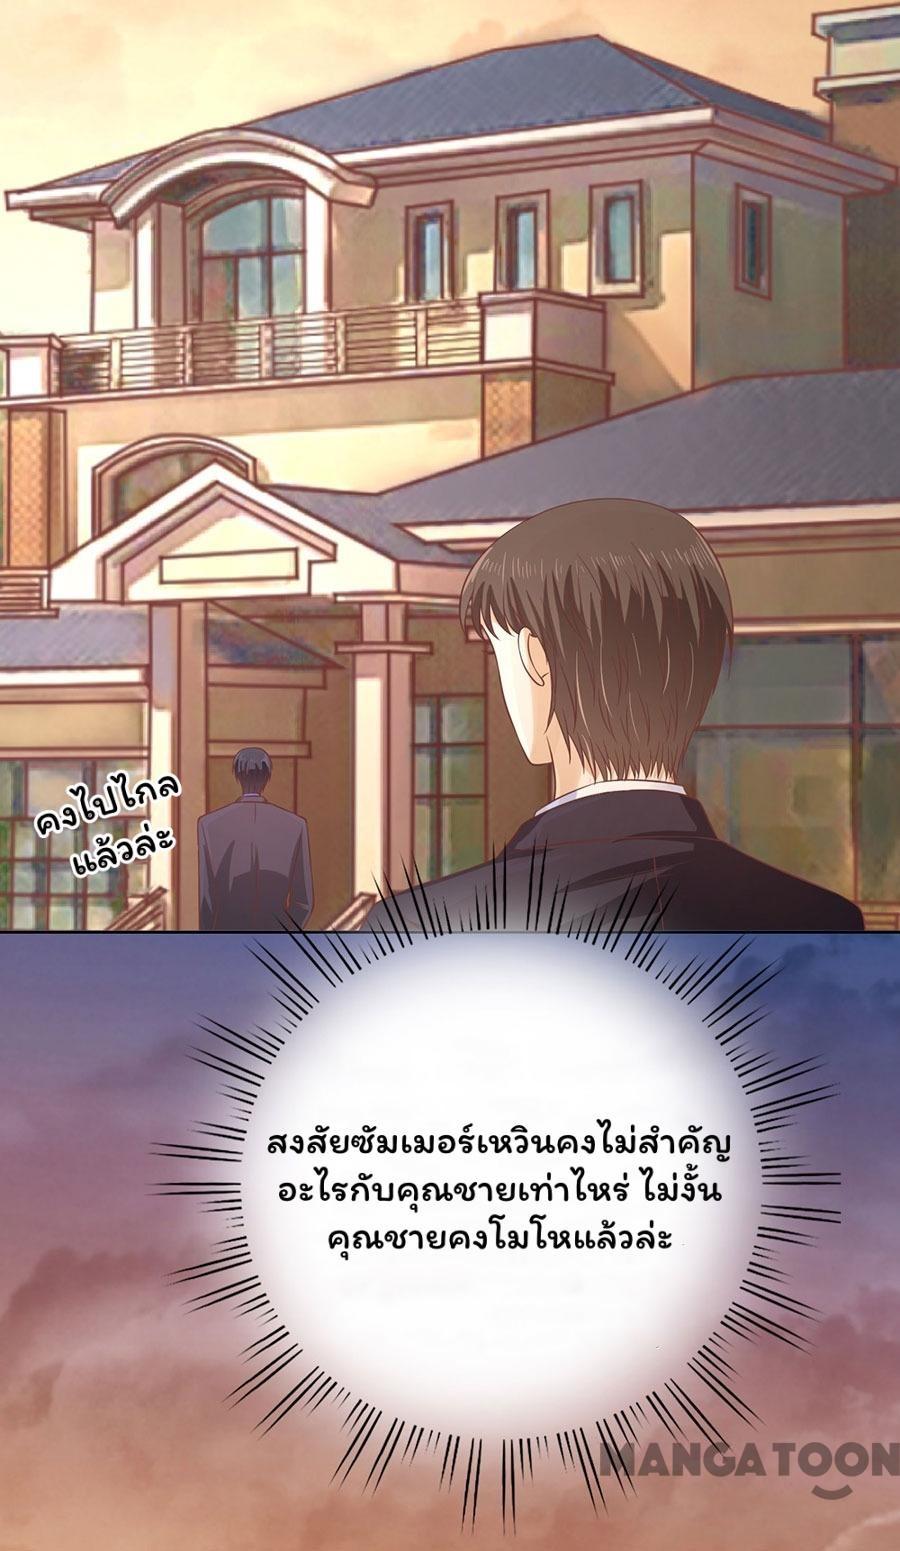 คงไปไกล
แล้วล่ะ
สงสัยซัมเมอร์เหวินคงไม่สำคัญ
อะไรกับคุณชายเท่าไหร่ ไม่งั้น
คุณชายคงโมโหแล้วล่ะ
MANGATOON